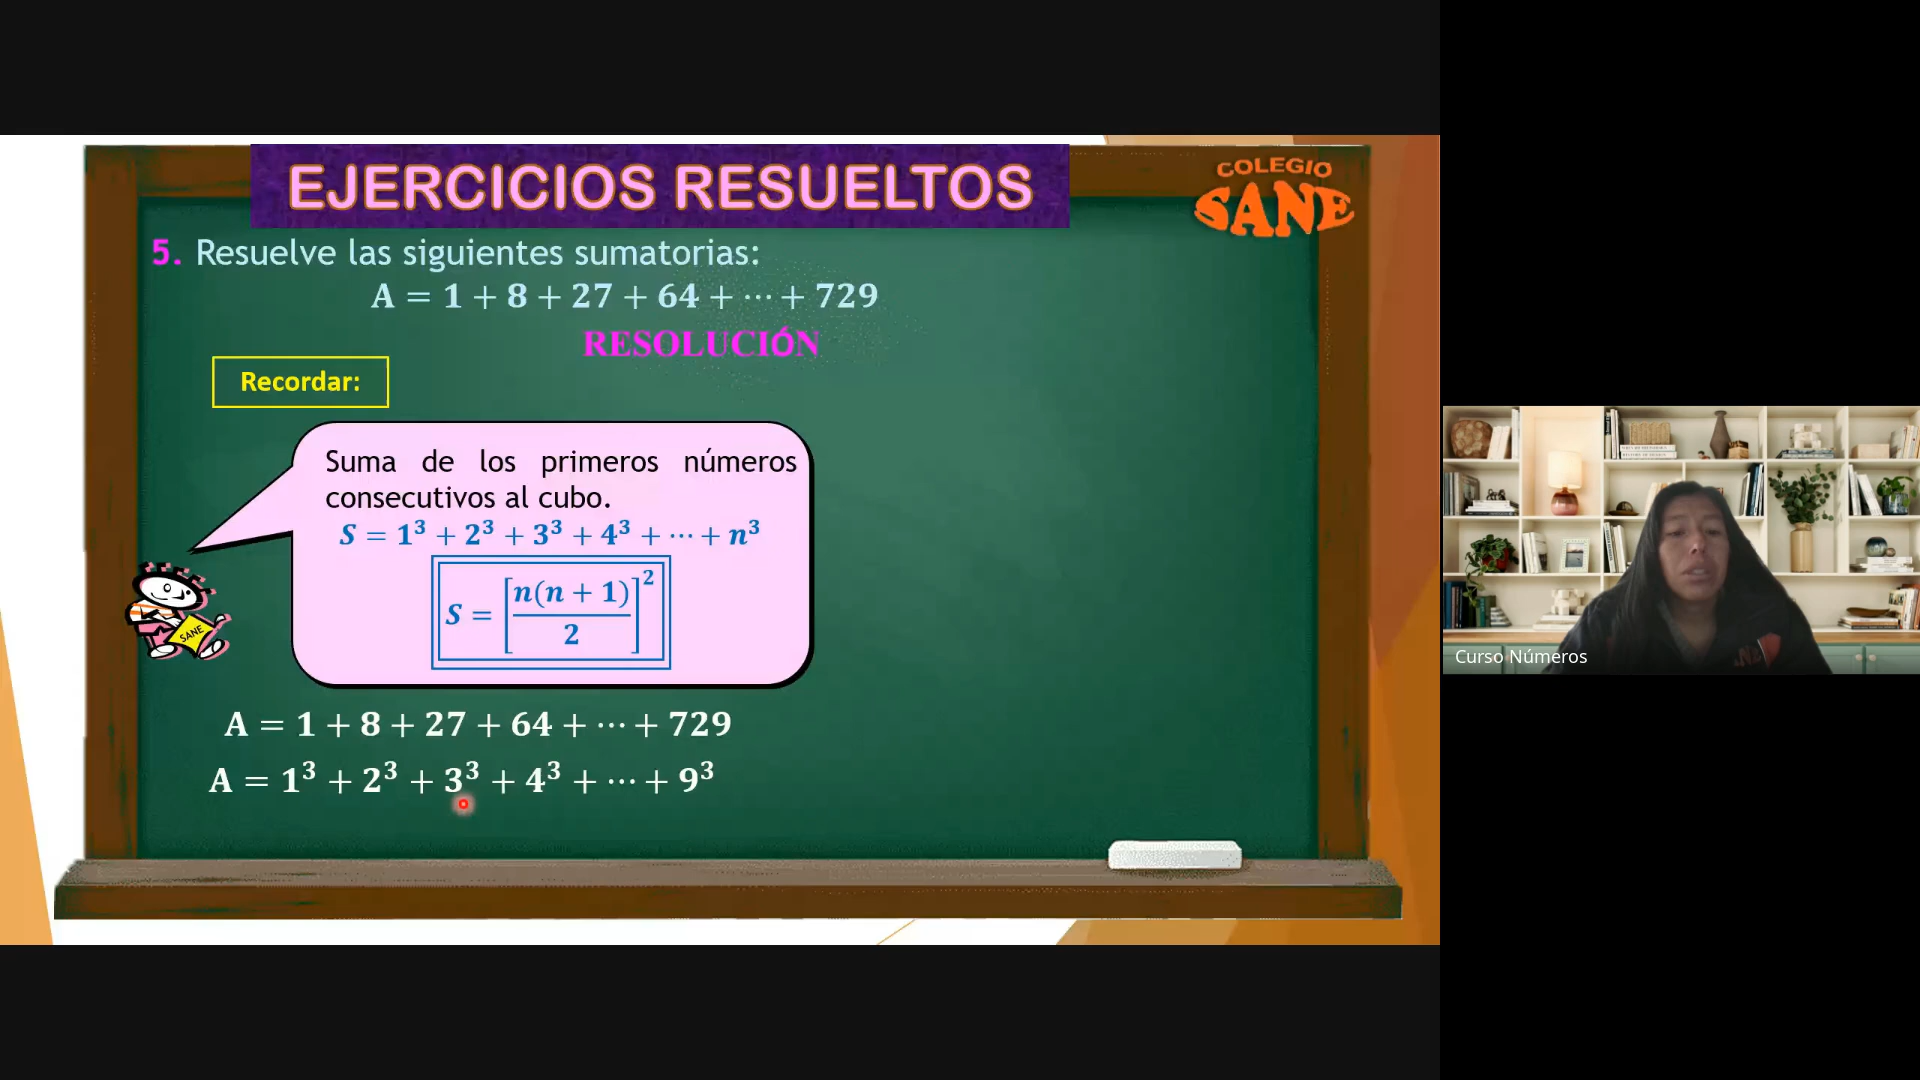 EJERCICIOS RESUELTOS
COLEGIO
SANE
5. Resuelve las siguientes sumatorias:
A = 1 + 8 + 27 + 64 + ⋯ + 729
RESOLUCIÓN
Recordar:
Suma de los primeros números
consecutivos al cubo.
S = 1³ + 2³ + 3³ + 4³ + ⋯ + n³
S = [n(n + 1)/2]²
SANE
A = 1 + 8 + 27 + 64 + ⋯ + 729
A = 1³ + 2³ + 3³ + 4³ + ⋯ + 9³
Curso Números